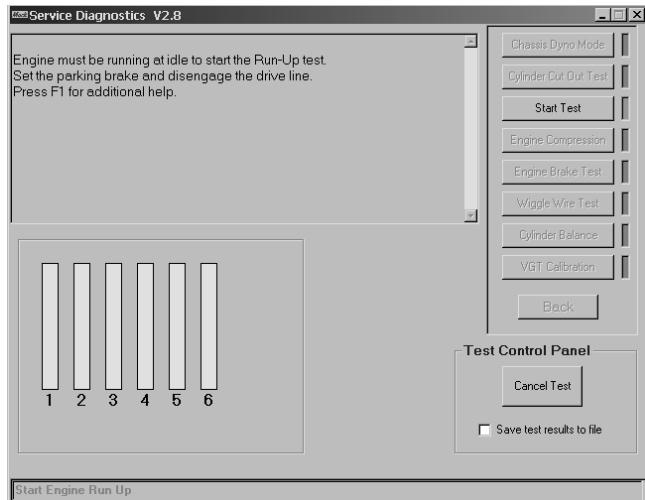 Service Diagnostics V2.8
Engine must be running at idle to start the Run-Up test.
Set the parking brake and disengage the drive line.
Press F1 for additional help.
Chassis Dyno Mode
Cylinder Cut Out Test
Start Test
Engine Compression
Engine Brake Test
Wiggle Wire Test
Cylinder Balance
VGT Calibration
Back
1 2 3 4 5 6
Test Control Panel
Cancel Test
Save test results to file
Start Engine Run Up